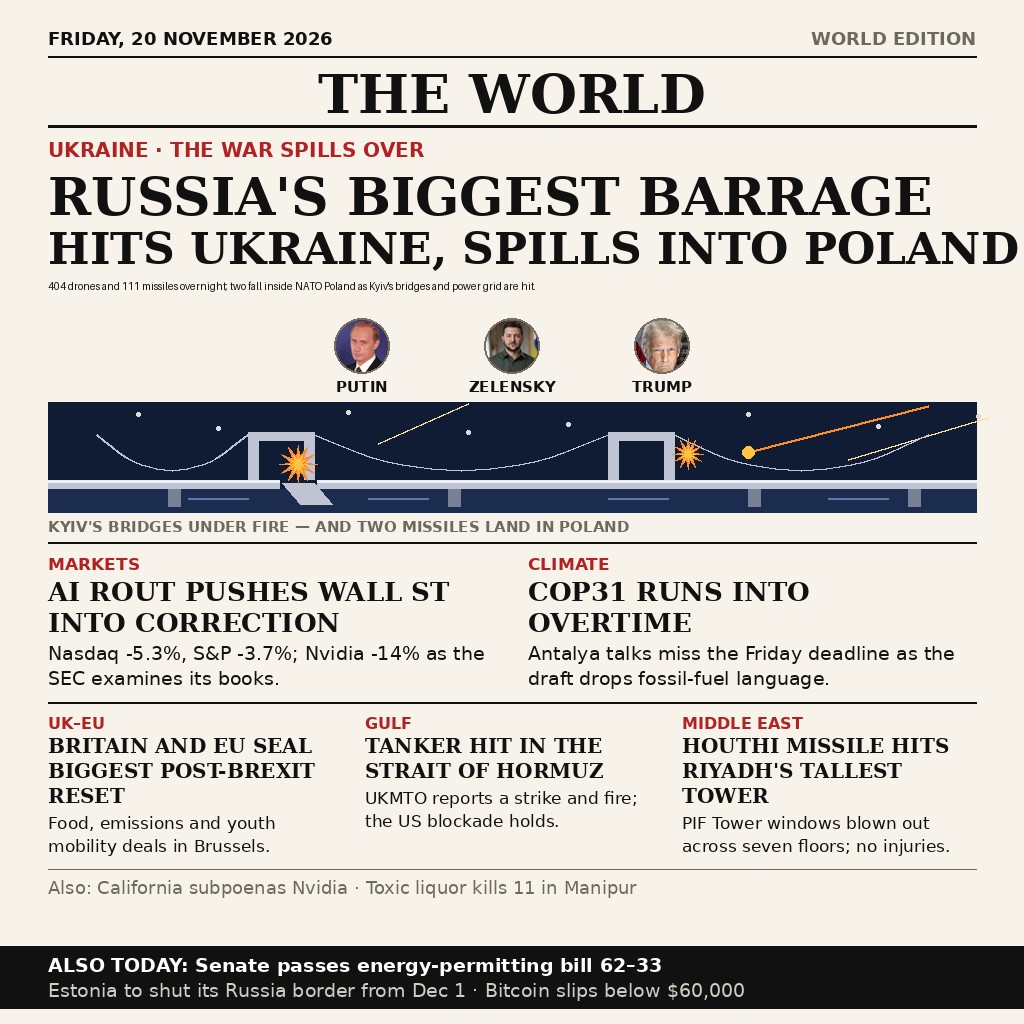 FRIDAY, 20 NOVEMBER 2026
WORLD EDITION
THE WORLD
UKRAINE · THE WAR SPILLS OVER
RUSSIA'S BIGGEST BARRAGE
HITS UKRAINE, SPILLS INTO POLAND
404 drones and 111 missiles overnight; two fall inside NATO Poland as Kyiv's bridges and power grid are hit.
PUTIN
ZELENSKY
TRUMP
KYIV'S BRIDGES UNDER FIRE — AND TWO MISSILES LAND IN POLAND
MARKETS
AI ROUT PUSHES WALL ST
INTO CORRECTION
Nasdaq -5.3%, S&P -3.7%; Nvidia -14% as the
SEC examines its books.
CLIMATE
COP31 RUNS INTO
OVERTIME
Antalya talks miss the Friday deadline as the
draft drops fossil-fuel language.
UK–EU
BRITAIN AND EU SEAL
BIGGEST POST-BREXIT
RESET
Food, emissions and youth
mobility deals in Brussels.
GULF
TANKER HIT IN THE
STRAIT OF HORMUZ
UKMTO reports a strike and fire;
the US blockade holds.
MIDDLE EAST
HOUTHI MISSILE HITS
RIYADH'S TALLEST
TOWER
PIF Tower windows blown out
across seven floors; no injuries.
Also: California subpoenas Nvidia · Toxic liquor kills 11 in Manipur
ALSO TODAY: Senate passes energy-permitting bill 62–33
Estonia to shut its Russia border from Dec 1 · Bitcoin slips below $60,000